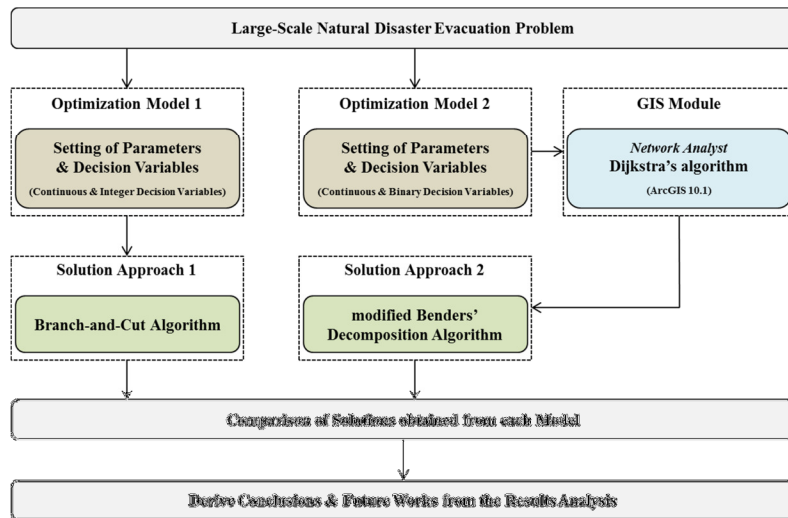 Large-Scale Natural Disaster Evacuation Problem
Optimization Model 1
Setting of Parameters
& Decision Variables
(Continuous & Integer Decision Variables)
Optimization Model 2
Setting of Parameters
& Decision Variables
(Continuous & Binary Decision Variables)
GIS Module
Network Analyst
Dijkstra's algorithm
(ArcGIS 10.1)
Solution Approach 1
Branch-and-Cut Algorithm
Solution Approach 2
modified Benders'
Decomposition Algorithm
Comparison of Solutions obtained from each Model
Derive Conclusions & Future Works from the Results Analysis